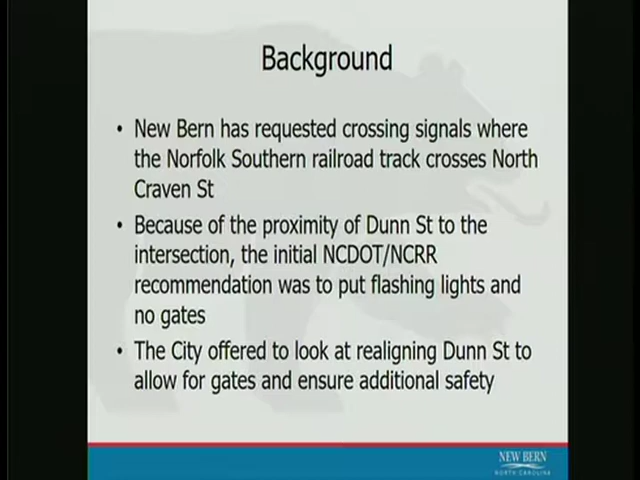 Background
• New Bern has requested crossing signals where
the Norfolk Southern railroad track crosses North
Craven St
• Because of the proximity of Dunn St to the
intersection, the initial NCDOT/NCRR
recommendation was to put flashing lights and
no gates
• The City offered to look at realigning Dunn St to
allow for gates and ensure additional safety
NEW BERN
NORTH CAROLINA